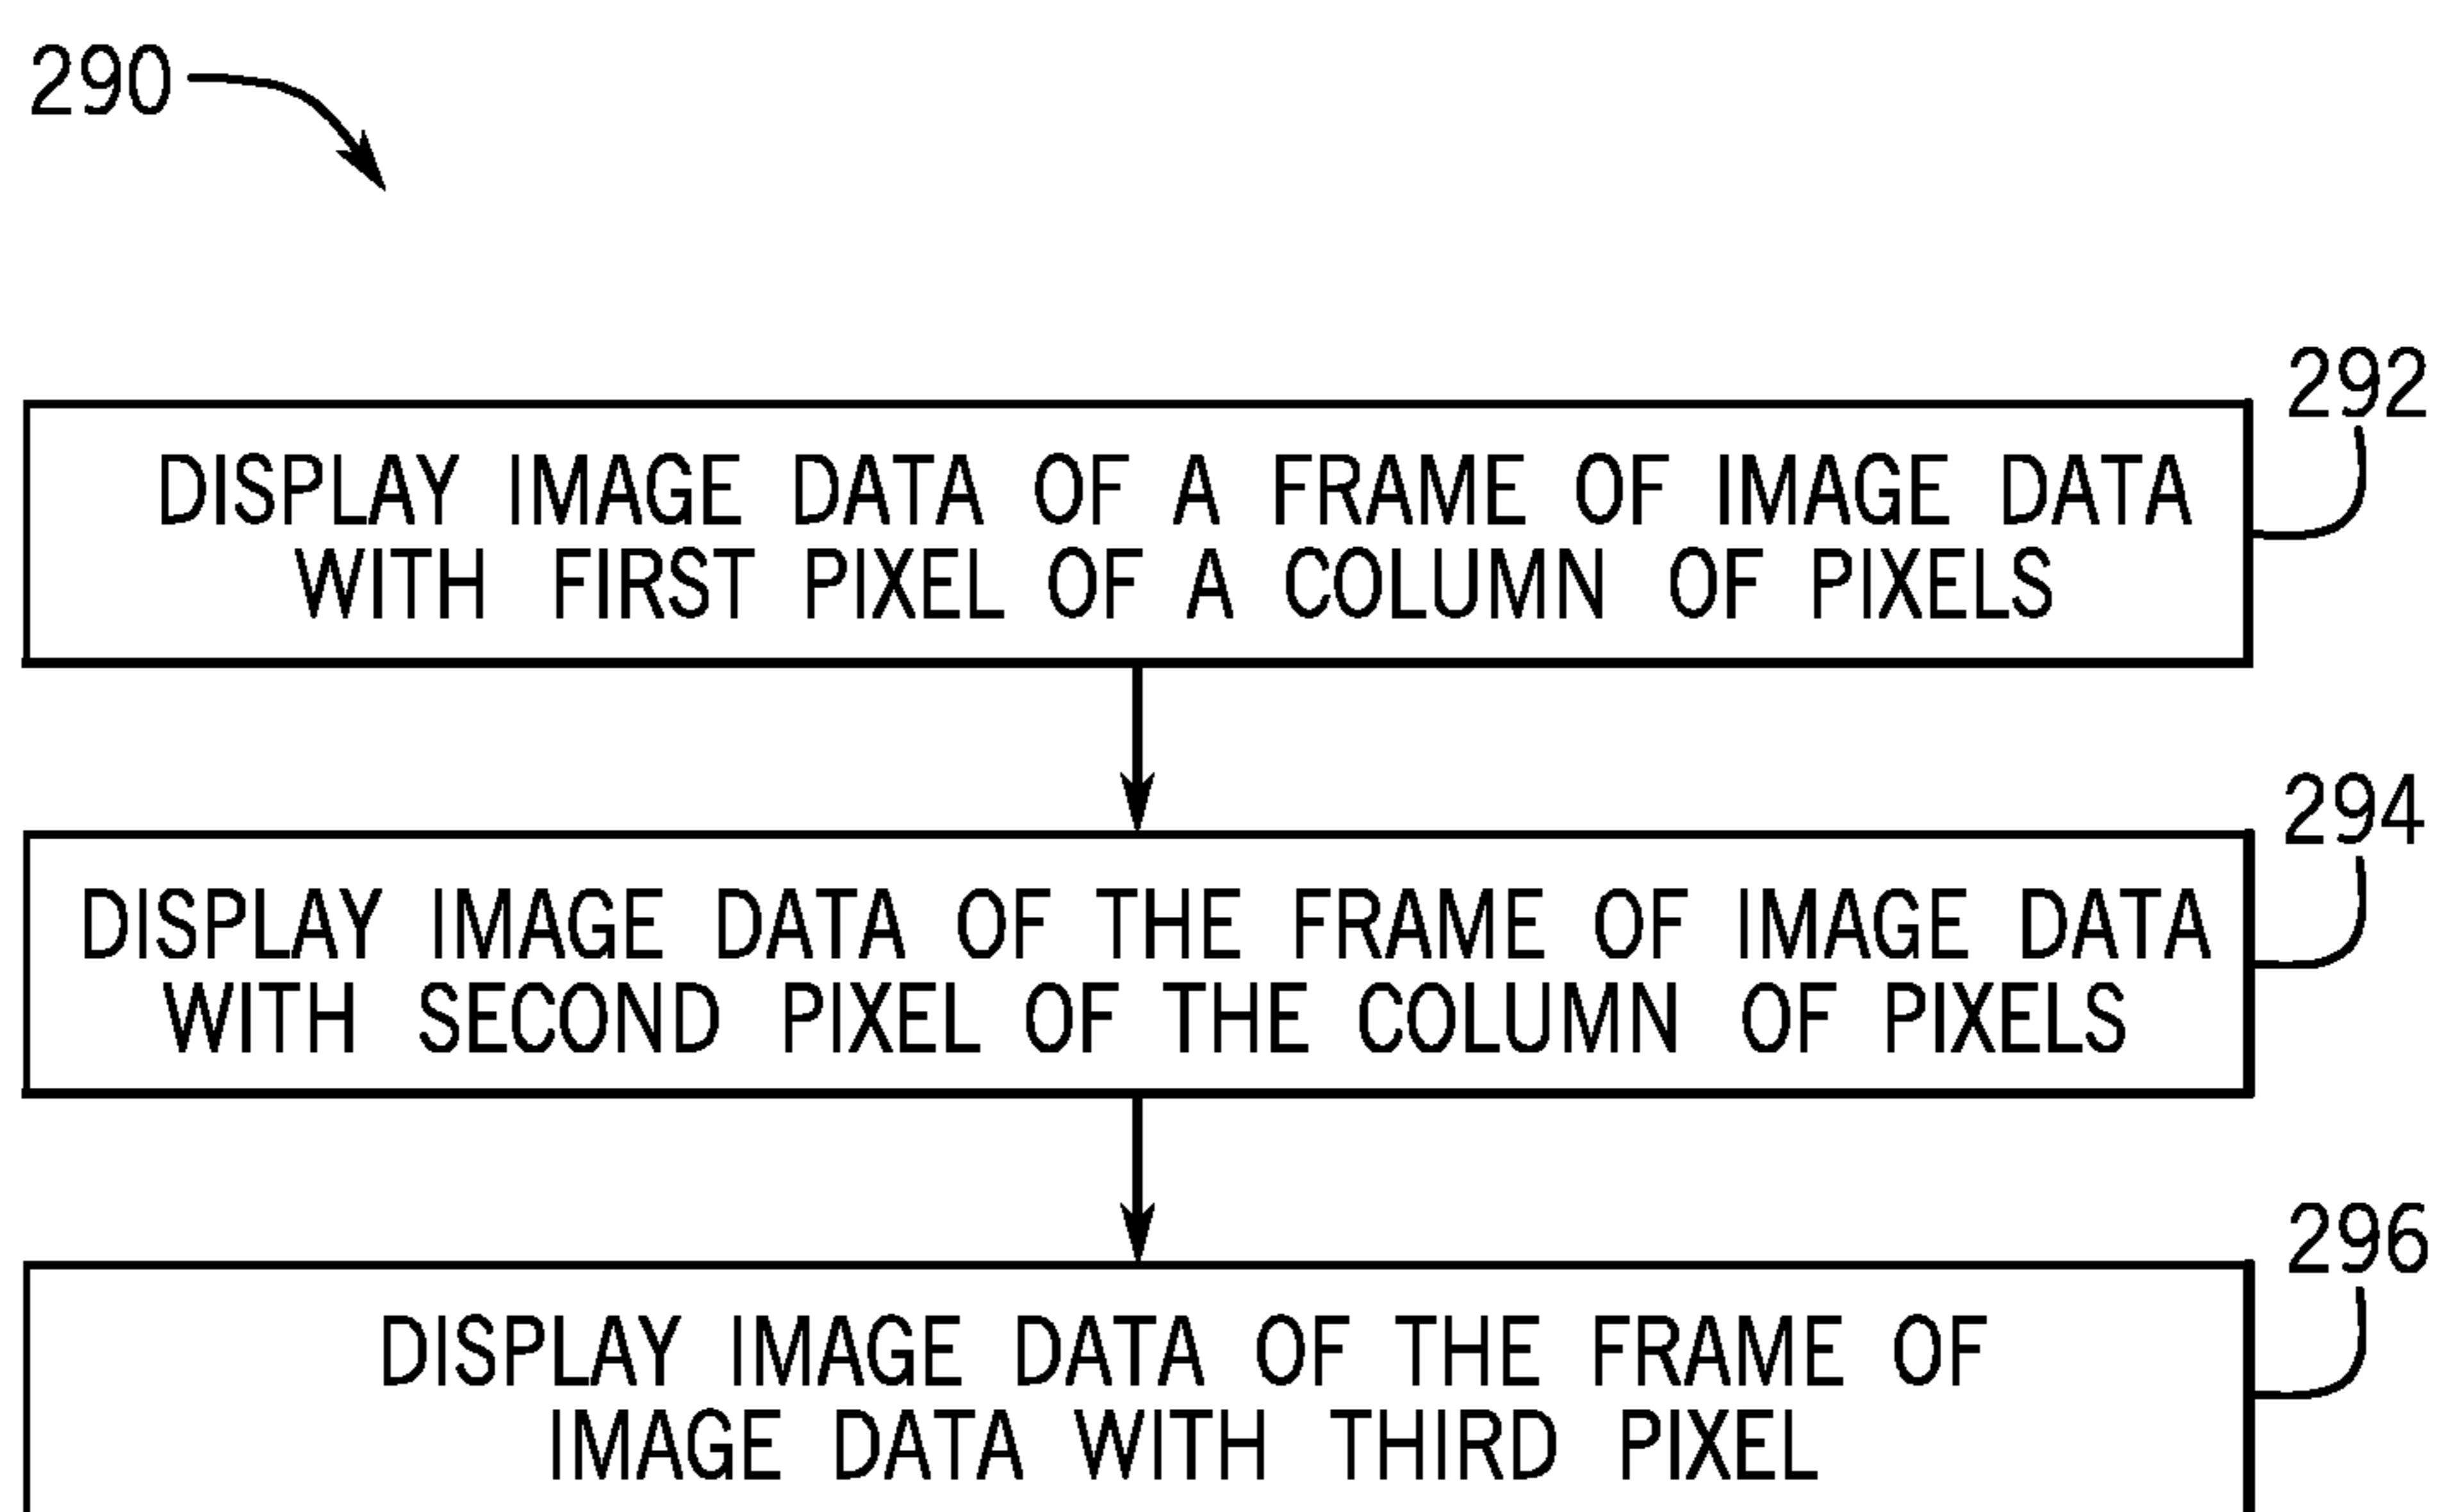 290
292
DISPLAY IMAGE DATA OF A FRAME OF IMAGE DATA
WITH FIRST PIXEL OF A COLUMN OF PIXELS
294
DISPLAY IMAGE DATA OF THE FRAME OF IMAGE DATA
WITH SECOND PIXEL OF THE COLUMN OF PIXELS
296
DISPLAY IMAGE DATA OF THE FRAME OF
IMAGE DATA WITH THIRD PIXEL